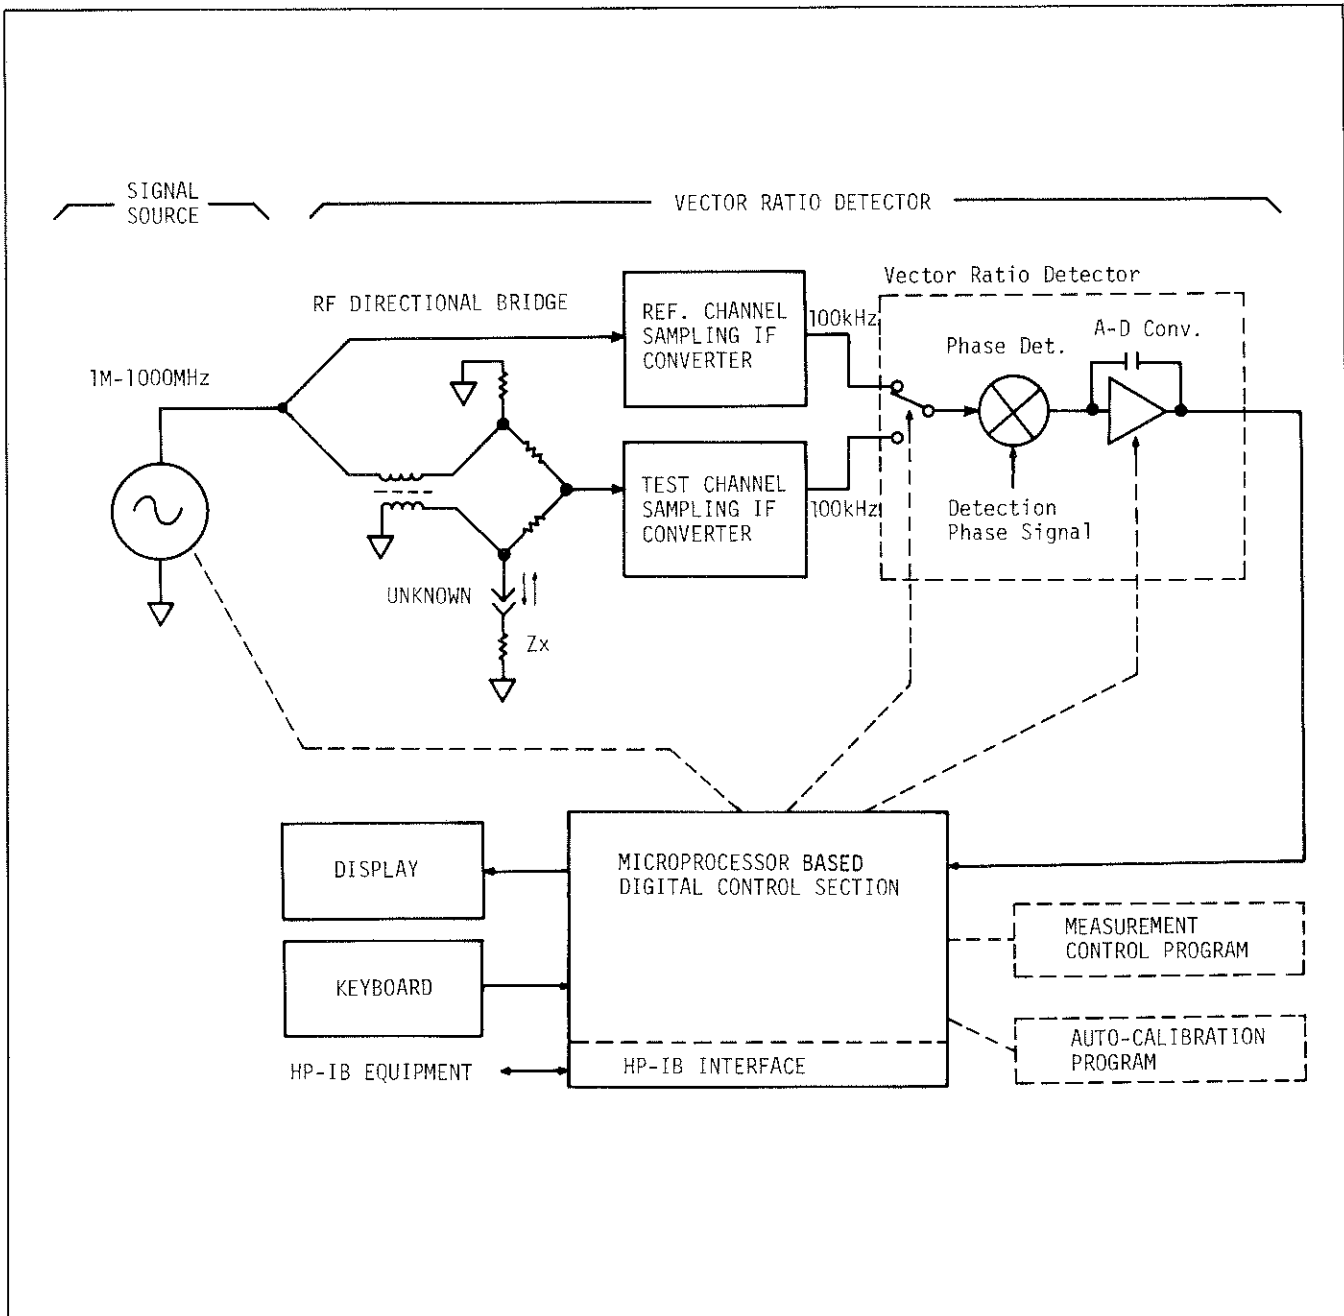 SIGNAL
SOURCE
VECTOR RATIO DETECTOR
Vector Ratio Detector
RF DIRECTIONAL BRIDGE
REF. CHANNEL
SAMPLING IF
CONVERTER
100kHz
A-D Conv.
Phase Det.
1M-1000MHz
TEST CHANNEL
SAMPLING IF
CONVERTER
100kHz
Detection
Phase Signal
UNKNOWN
Zx
DISPLAY
MICROPROCESSOR BASED
DIGITAL CONTROL SECTION
MEASUREMENT
CONTROL PROGRAM
KEYBOARD
AUTO-CALIBRATION
PROGRAM
HP-IB EQUIPMENT
HP-IB INTERFACE